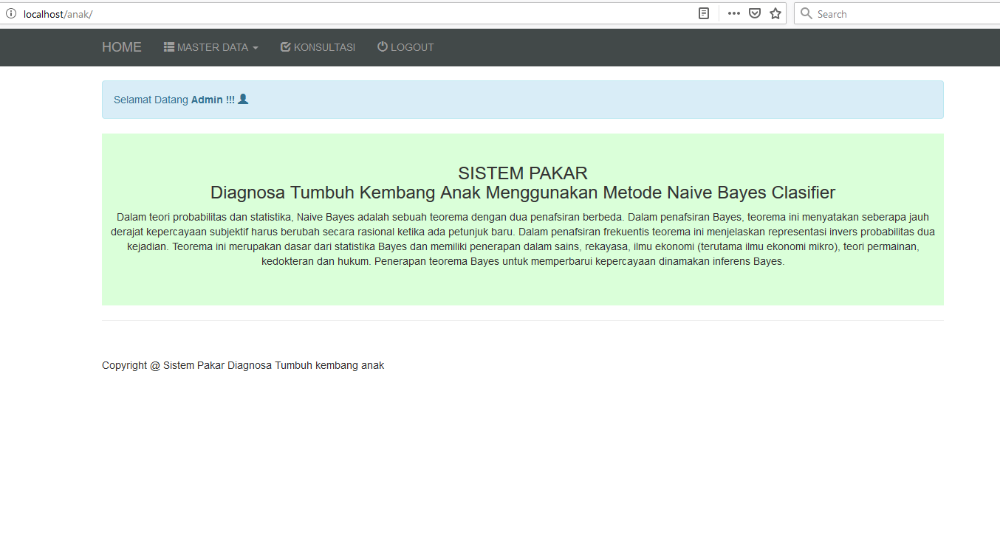 localhost/anak/
Search
HOME MASTER DATA KONSULTASI LOGOUT
Selamat Datang Admin !!!
SISTEM PAKAR
Diagnosa Tumbuh Kembang Anak Menggunakan Metode Naive Bayes Clasifier
Dalam teori probabilitas dan statistika, Naive Bayes adalah sebuah teorema dengan dua penafsiran berbeda. Dalam penafsiran Bayes, teorema ini menyatakan seberapa jauh
derajat kepercayaan subjektif harus berubah secara rasional ketika ada petunjuk baru. Dalam penafsiran frekuentis teorema ini menjelaskan representasi invers probabilitas dua
kejadian. Teorema ini merupakan dasar dari statistika Bayes dan memiliki penerapan dalam sains, rekayasa, ilmu ekonomi (terutama ilmu ekonomi mikro), teori permainan,
kedokteran dan hukum. Penerapan teorema Bayes untuk memperbarui kepercayaan dinamakan inferens Bayes.
Copyright @ Sistem Pakar Diagnosa Tumbuh kembang anak